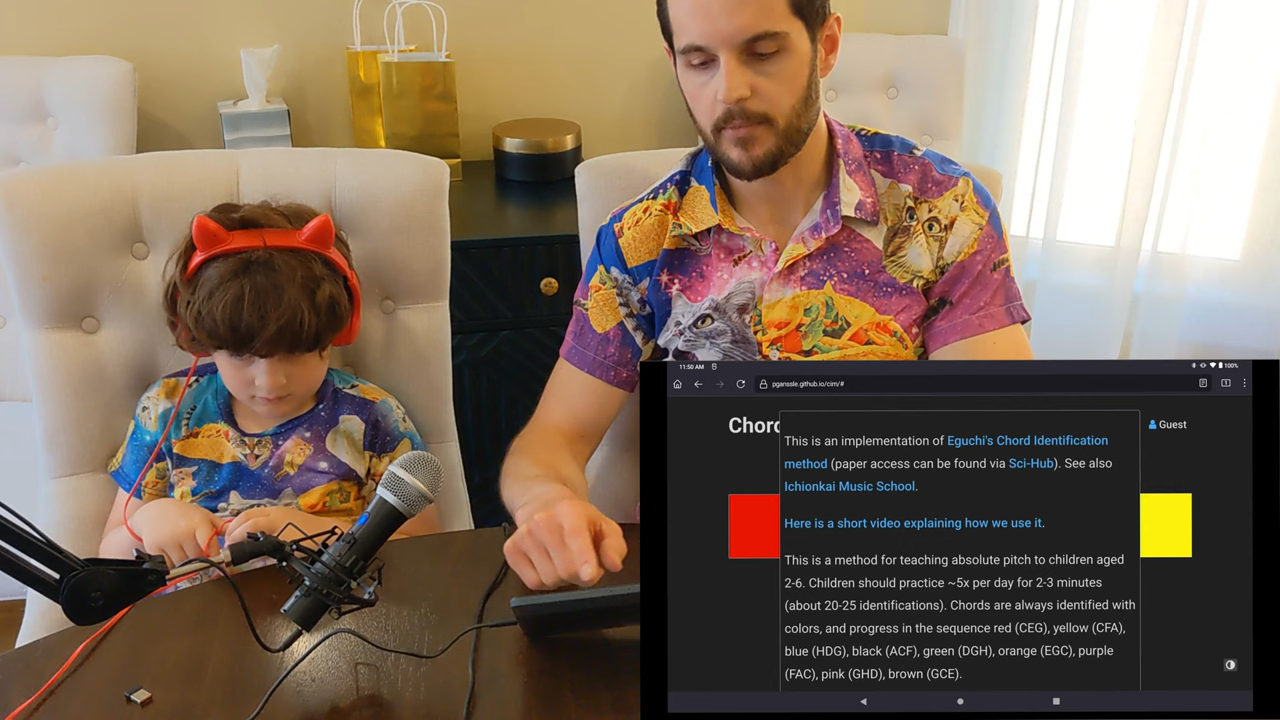 11:50 AM
100%
pganssle.github.io/cim/#
Chord
Guest
This is an implementation of Eguchi's Chord Identification
method (paper access can be found via Sci-Hub). See also
Ichionkai Music School.
Here is a short video explaining how we use it.
This is a method for teaching absolute pitch to children aged
2-6. Children should practice ~5x per day for 2-3 minutes
(about 20-25 identifications). Chords are always identified with
colors, and progress in the sequence red (CEG), yellow (CFA),
blue (HDG), black (ACF), green (DGH), orange (EGC), purple
(FAC), pink (GHD), brown (GCE).